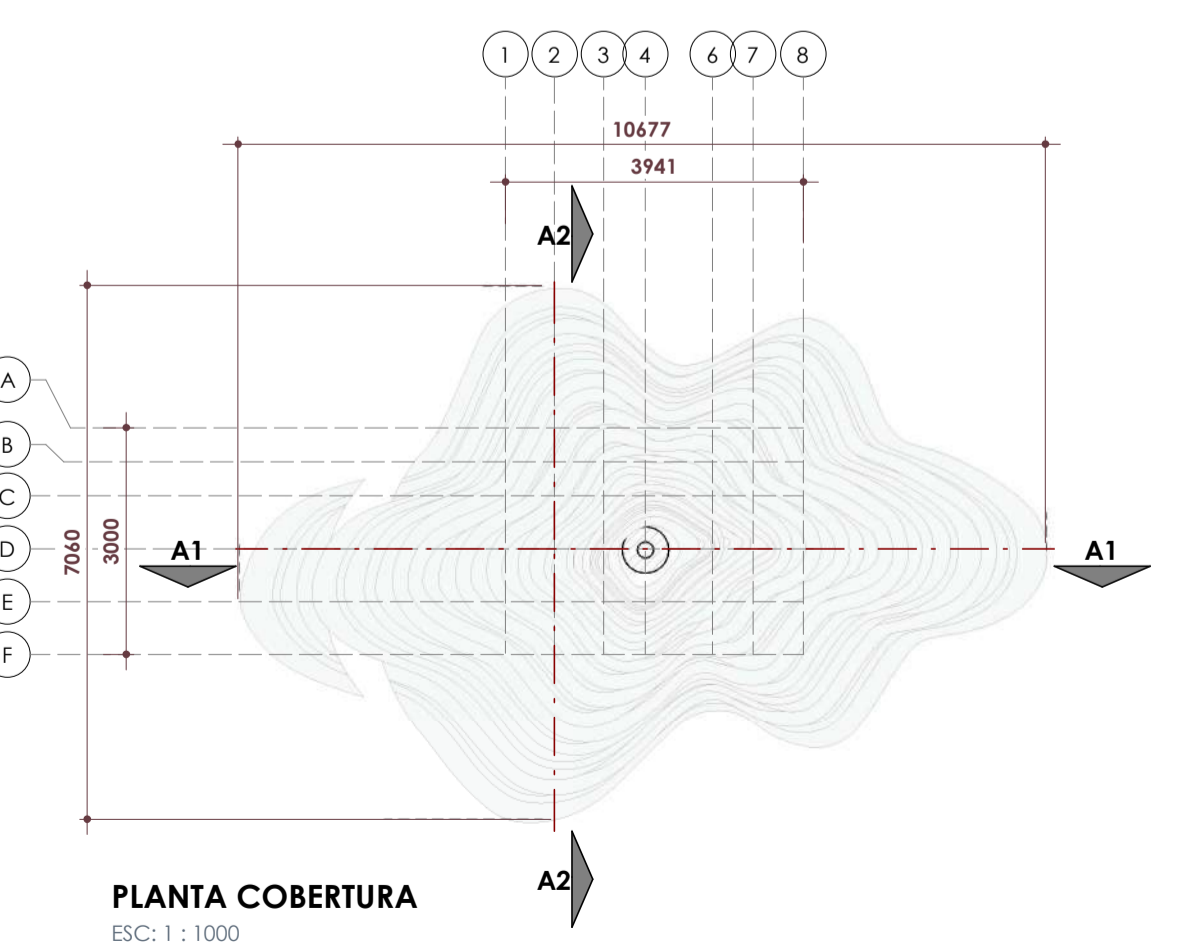 1 2 3 4 6 7 8
10677
3941
A2
A
B
C
D
E
F
7060
3000
A1
A1
A2
PLANTA COBERTURA
ESC: 1 : 1000